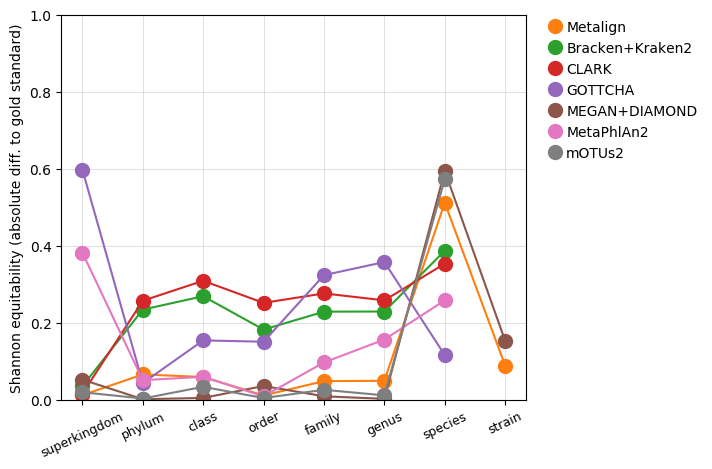 Shannon equitability (absolute diff. to gold standard)
1.0
0.8
0.6
0.4
0.2
0.0
superkingdom
phylum
class
order
family
genus
species
strain
Metalign
Bracken+Kraken2
CLARK
GOTTCHA
MEGAN+DIAMOND
MetaPhlAn2
mOTUs2